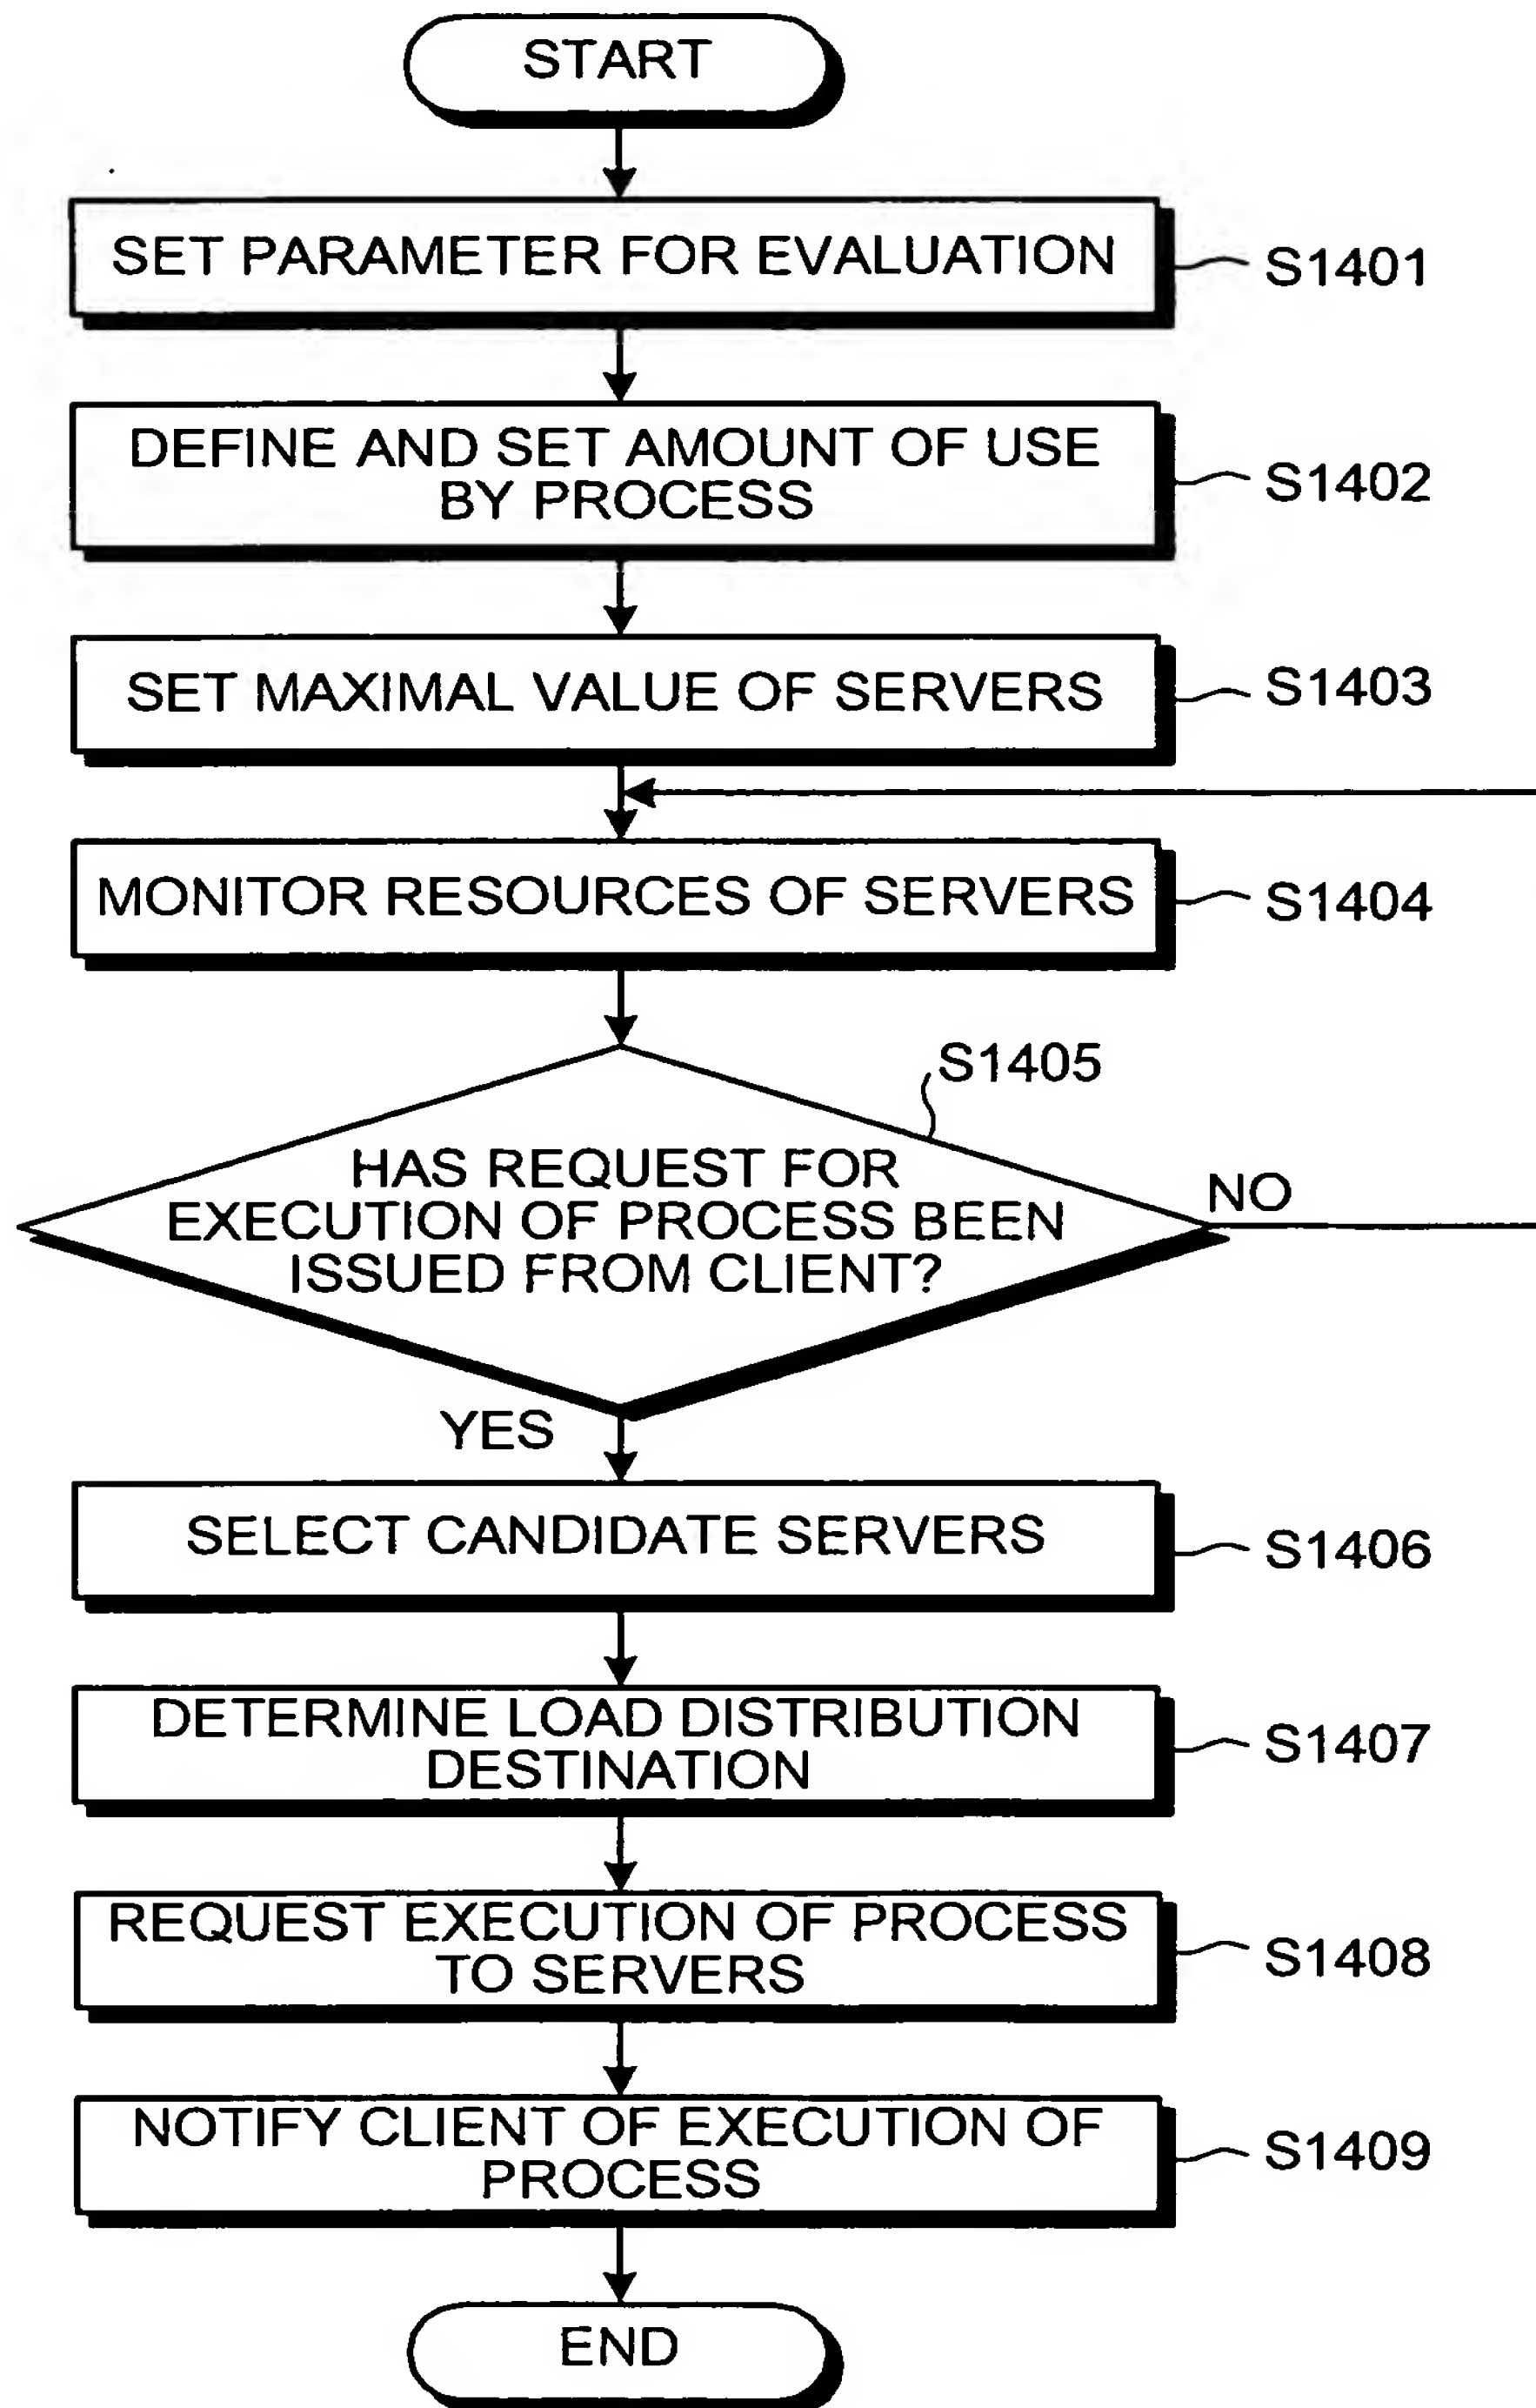 START
SET PARAMETER FOR EVALUATION
S1401
DEFINE AND SET AMOUNT OF USE
BY PROCESS
S1402
SET MAXIMAL VALUE OF SERVERS
S1403
MONITOR RESOURCES OF SERVERS
S1404
S1405
HAS REQUEST FOR
EXECUTION OF PROCESS BEEN
ISSUED FROM CLIENT?
NO
YES
SELECT CANDIDATE SERVERS
S1406
DETERMINE LOAD DISTRIBUTION
DESTINATION
S1407
REQUEST EXECUTION OF PROCESS
TO SERVERS
S1408
NOTIFY CLIENT OF EXECUTION OF
PROCESS
S1409
END